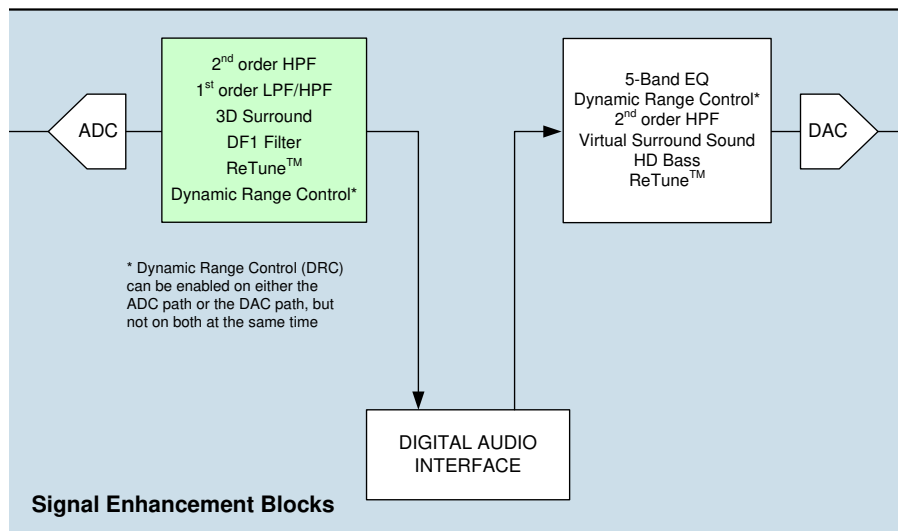 ADC
2nd order HPF
1st order LPF/HPF
3D Surround
DF1 Filter
ReTune™
Dynamic Range Control*
5-Band EQ
Dynamic Range Control*
2nd order HPF
Virtual Surround Sound
HD Bass
ReTune™
DAC
* Dynamic Range Control (DRC)
can be enabled on either the
ADC path or the DAC path, but
not on both at the same time
DIGITAL AUDIO
INTERFACE
Signal Enhancement Blocks